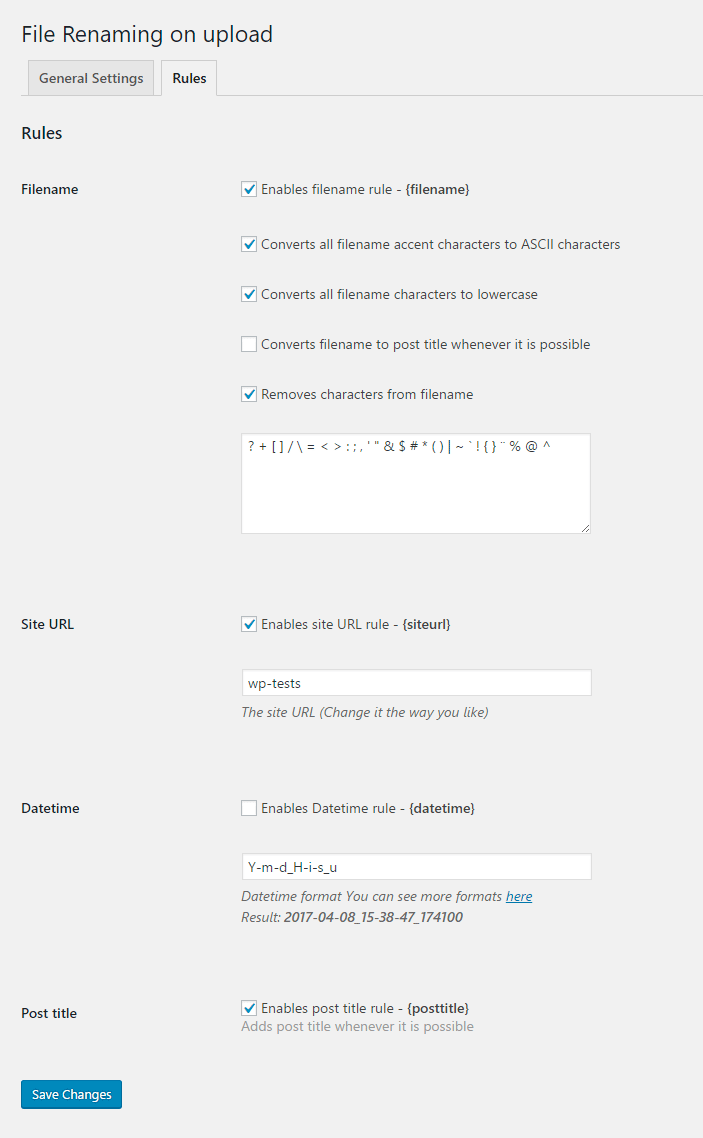 File Renaming on upload
General Settings
Rules
Rules
Filename
Enables filename rule - {filename}
Converts all filename accent characters to ASCII characters
Converts all filename characters to lowercase
Converts filename to post title whenever it is possible
Removes characters from filename
? + [ ] / \ = < > : ; , ' " & $ # * ( ) | ~ ` ! { } ¨ % @ ^
Site URL
Enables site URL rule - {siteurl}
wp-tests
The site URL (Change it the way you like)
Datetime
Enables Datetime rule - {datetime}
Y-m-d_H-i-s_u
Datetime format You can see more formats here
Result: 2017-04-08_15-38-47_174100
Post title
Enables post title rule - {posttitle}
Adds post title whenever it is possible
Save Changes